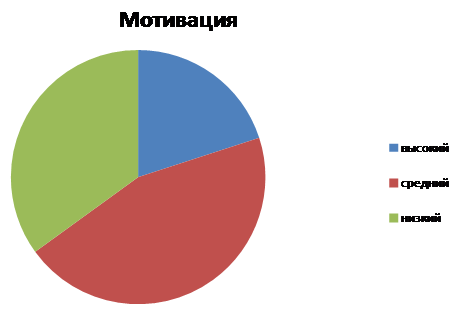 Мотивация
высокий
средний
низкий